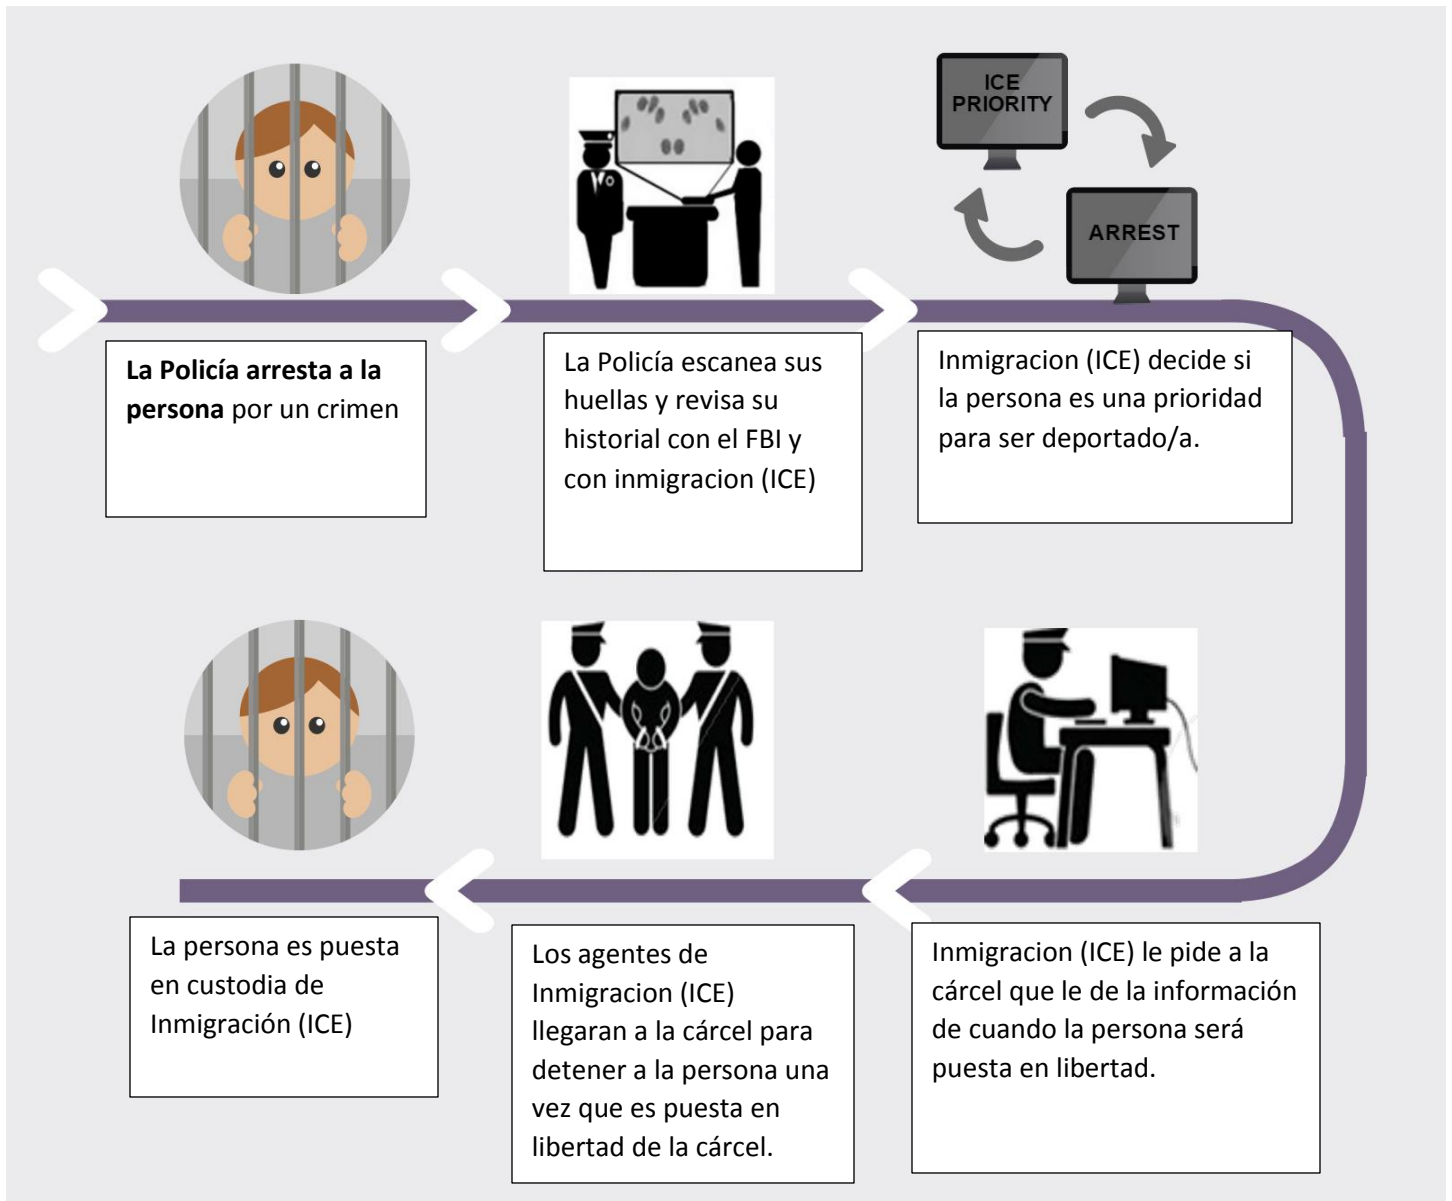 ICE
PRIORITY
ARREST
La Policía arresta a la
persona por un crimen
La Policía escanea sus
huellas y revisa su
historial con el FBI y
con inmigracion (ICE)
Inmigracion (ICE) decide si
la persona es una prioridad
para ser deportado/a.
Inmigracion (ICE) le pide a la
cárcel que le de la información
de cuando la persona será
puesta en libertad.
Los agentes de
Inmigracion (ICE)
llegaran a la cárcel para
detener a la persona una
vez que es puesta en
libertad de la cárcel.
La persona es puesta
en custodia de
Inmigración (ICE)